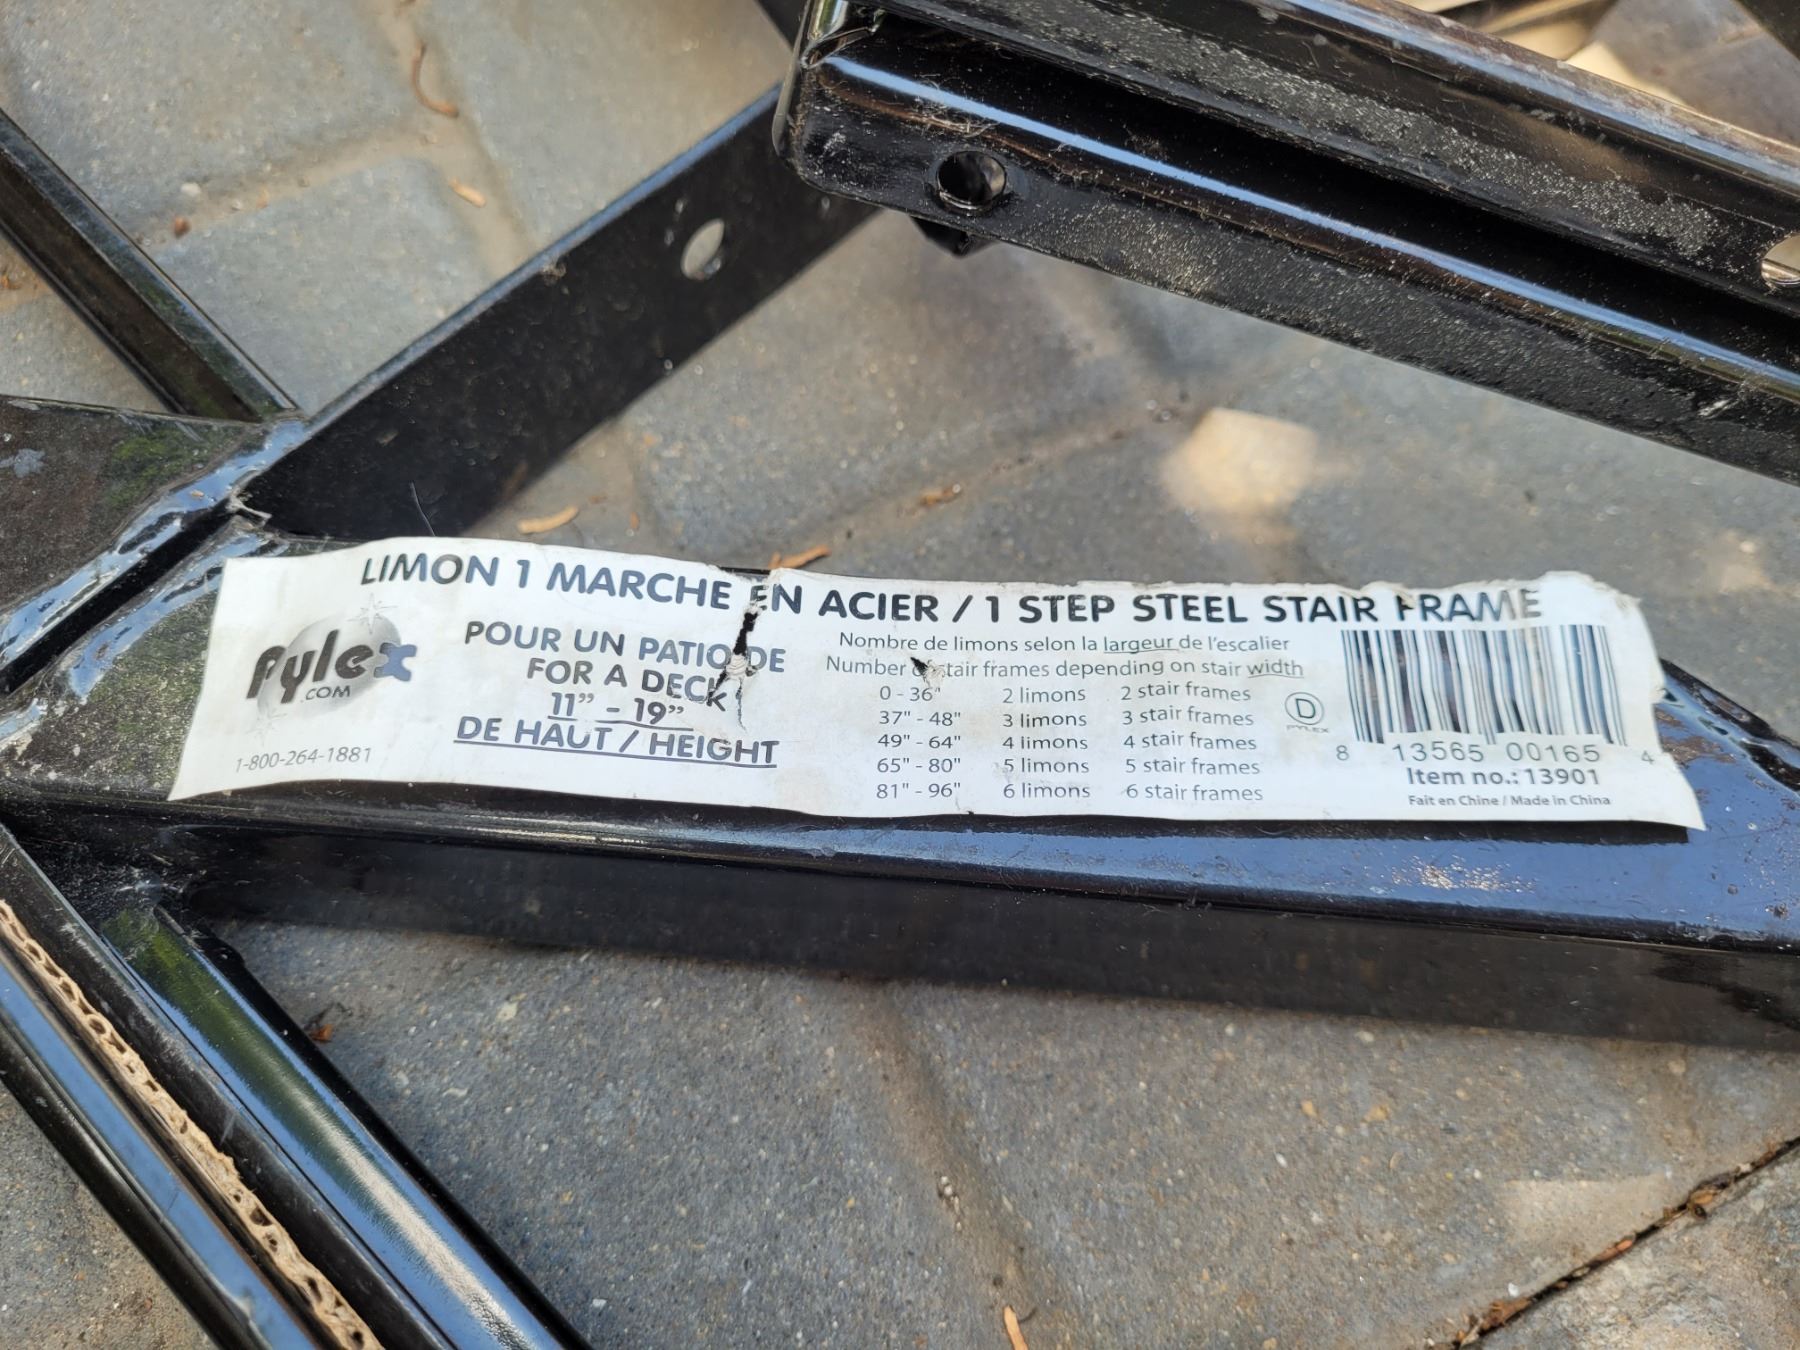 LIMON 1 MARCHE EN ACIER / 1 STEP STEEL STAIR FRAME
Pylex
.COM
1-800-264-1881
POUR UN PATIO DE
FOR A DECK
11” - 19”
DE HAUT / HEIGHT
Nombre de limons selon la largeur de l'escalier
Number of stair frames depending on stair width
0 - 36" 2 limons 2 stair frames
37" - 48" 3 limons 3 stair frames
49" - 64" 4 limons 4 stair frames
65" - 80" 5 limons 5 stair frames
81" - 96" 6 limons 6 stair frames
D
PYLEX
8 13565 00165 4
Item no.: 13901
Fait en Chine / Made in China